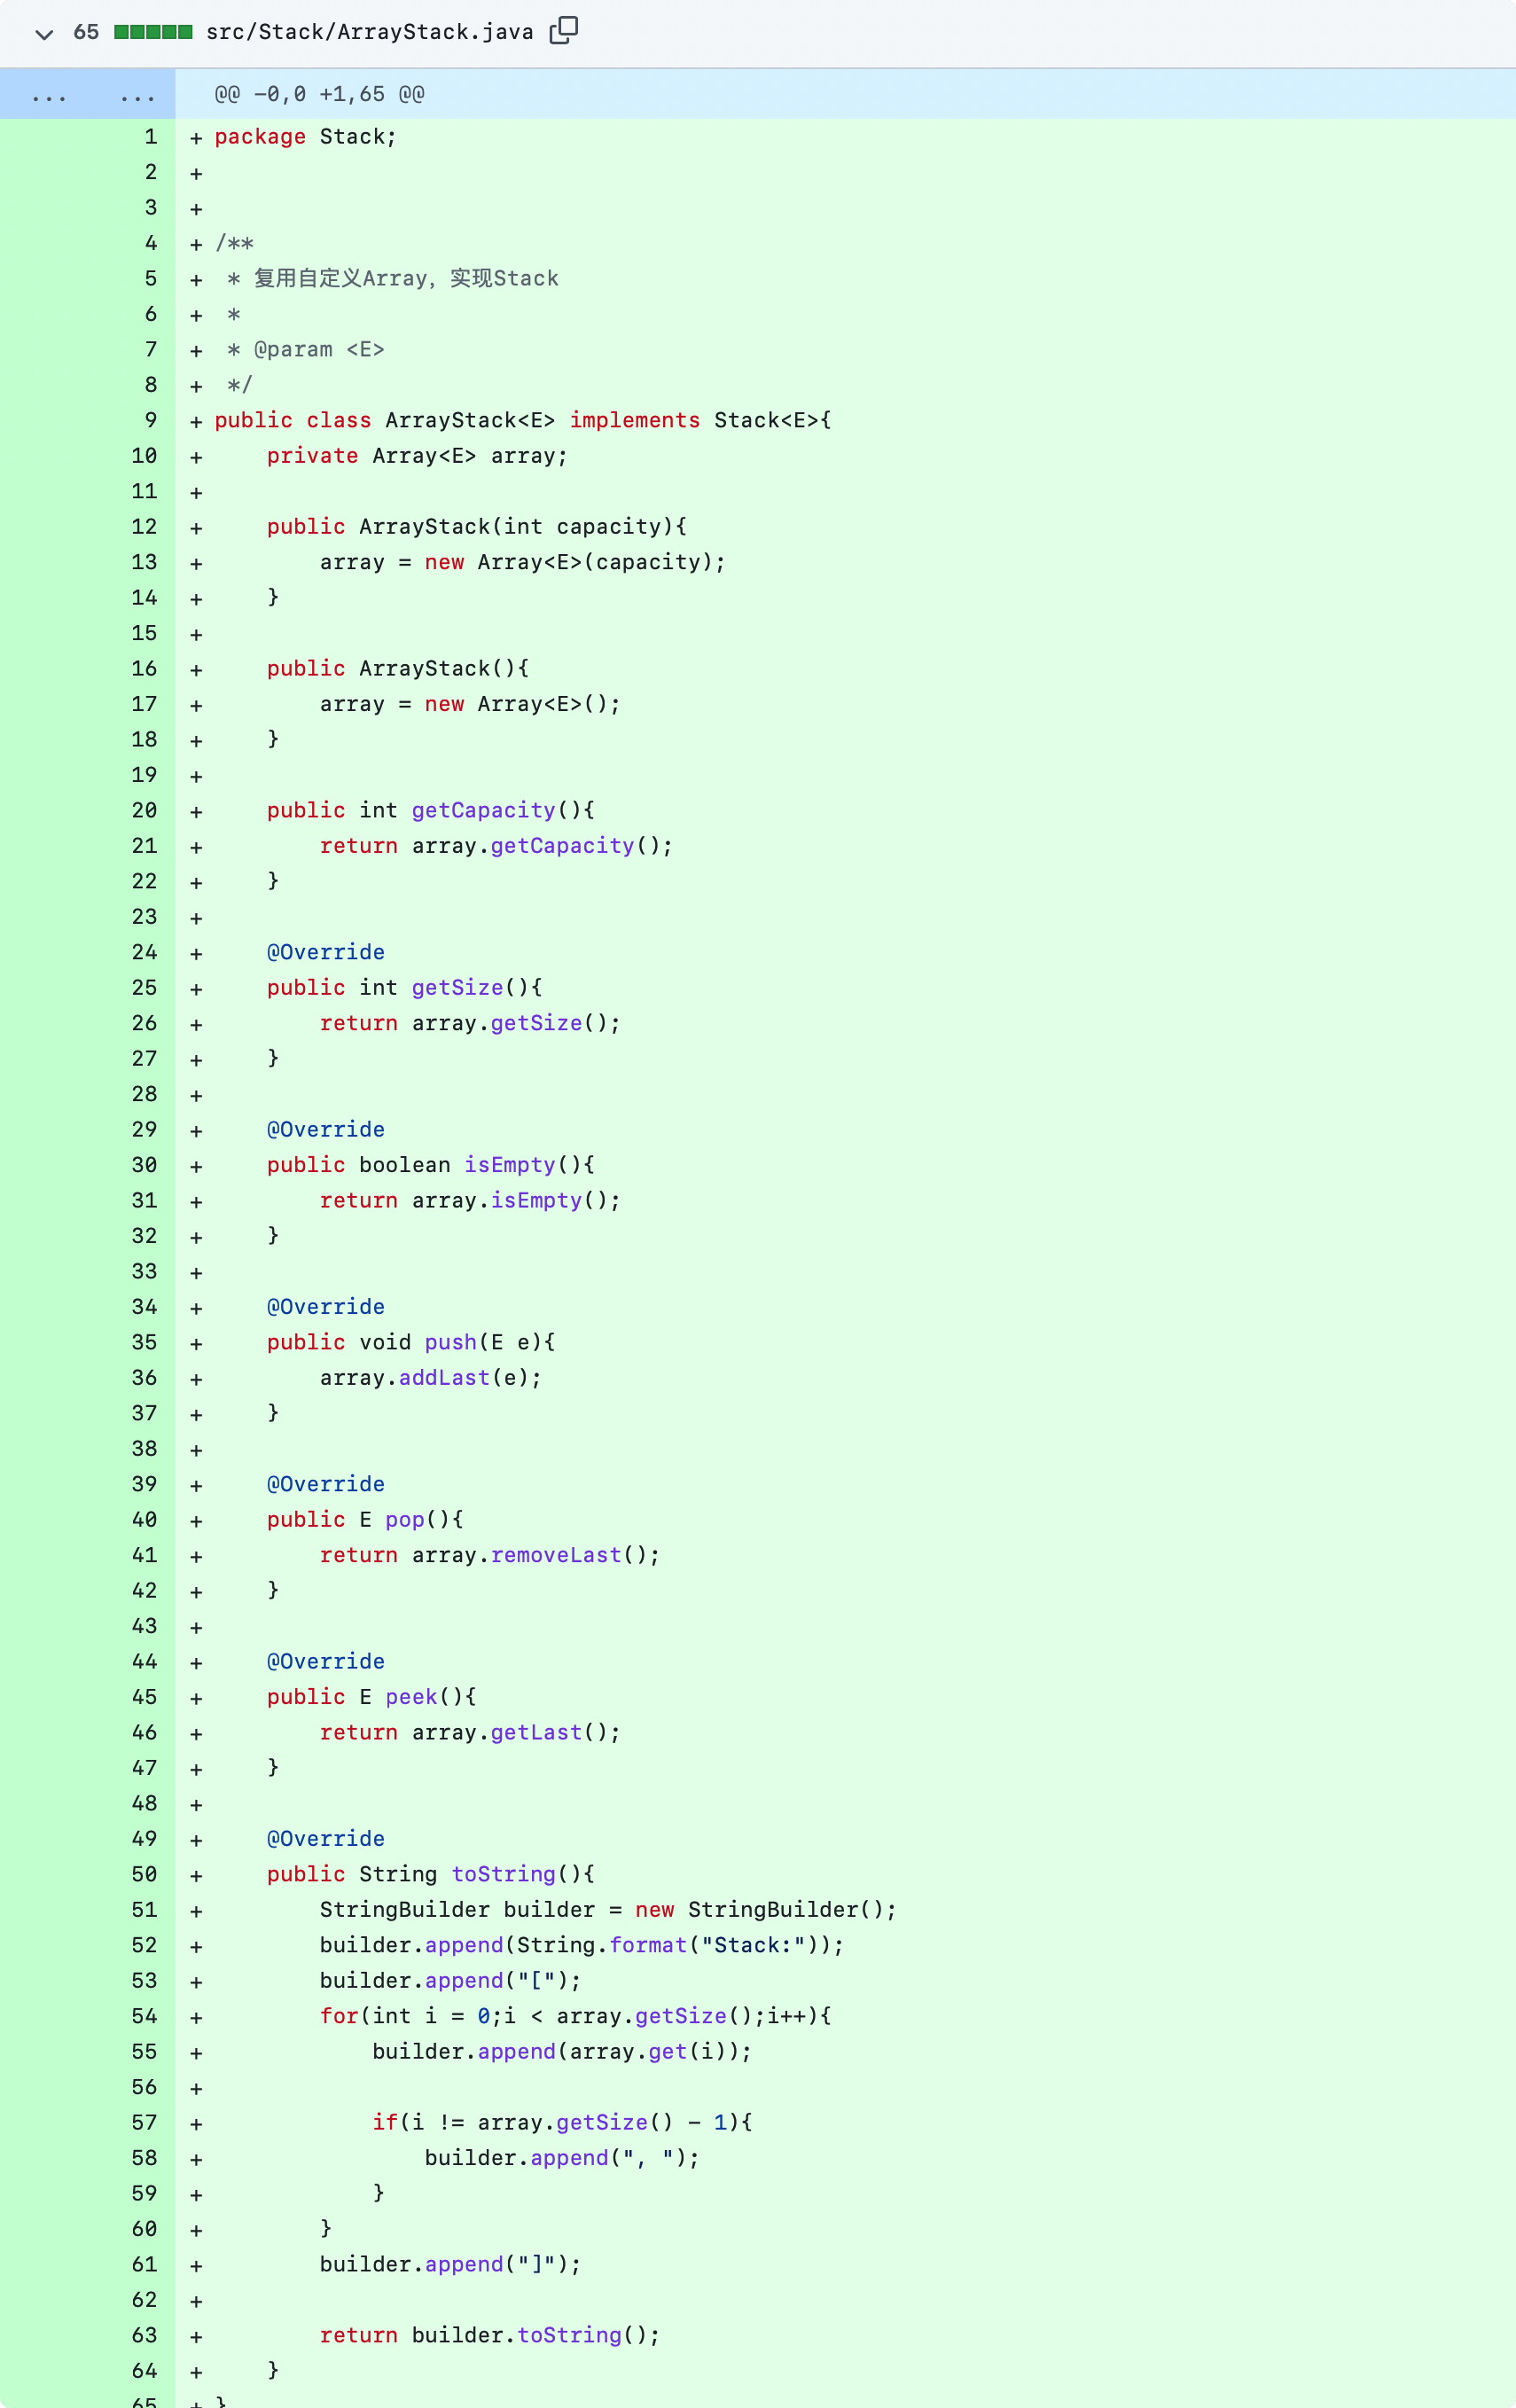 65 src/Stack/ArrayStack.java
... ... @@ -0,0 +1,65 @@
1 + package Stack;
2 +
3 +
4 + /**
5 + * 复用自定义Array，实现Stack
6 + *
7 + * @param <E>
8 + */
9 + public class ArrayStack<E> implements Stack<E>{
10 + private Array<E> array;
11 +
12 + public ArrayStack(int capacity){
13 + array = new Array<E>(capacity);
14 + }
15 +
16 + public ArrayStack(){
17 + array = new Array<E>();
18 + }
19 +
20 + public int getCapacity(){
21 + return array.getCapacity();
22 + }
23 +
24 + @Override
25 + public int getSize(){
26 + return array.getSize();
27 + }
28 +
29 + @Override
30 + public boolean isEmpty(){
31 + return array.isEmpty();
32 + }
33 +
34 + @Override
35 + public void push(E e){
36 + array.addLast(e);
37 + }
38 +
39 + @Override
40 + public E pop(){
41 + return array.removeLast();
42 + }
43 +
44 + @Override
45 + public E peek(){
46 + return array.getLast();
47 + }
48 +
49 + @Override
50 + public String toString(){
51 + StringBuilder builder = new StringBuilder();
52 + builder.append(String.format("Stack:"));
53 + builder.append("[");
54 + for(int i = 0;i < array.getSize();i++){
55 + builder.append(array.get(i));
56 +
57 + if(i != array.getSize() - 1){
58 + builder.append(", ");
59 + }
60 + }
61 + builder.append("]");
62 +
63 + return builder.toString();
64 + }
65 + }